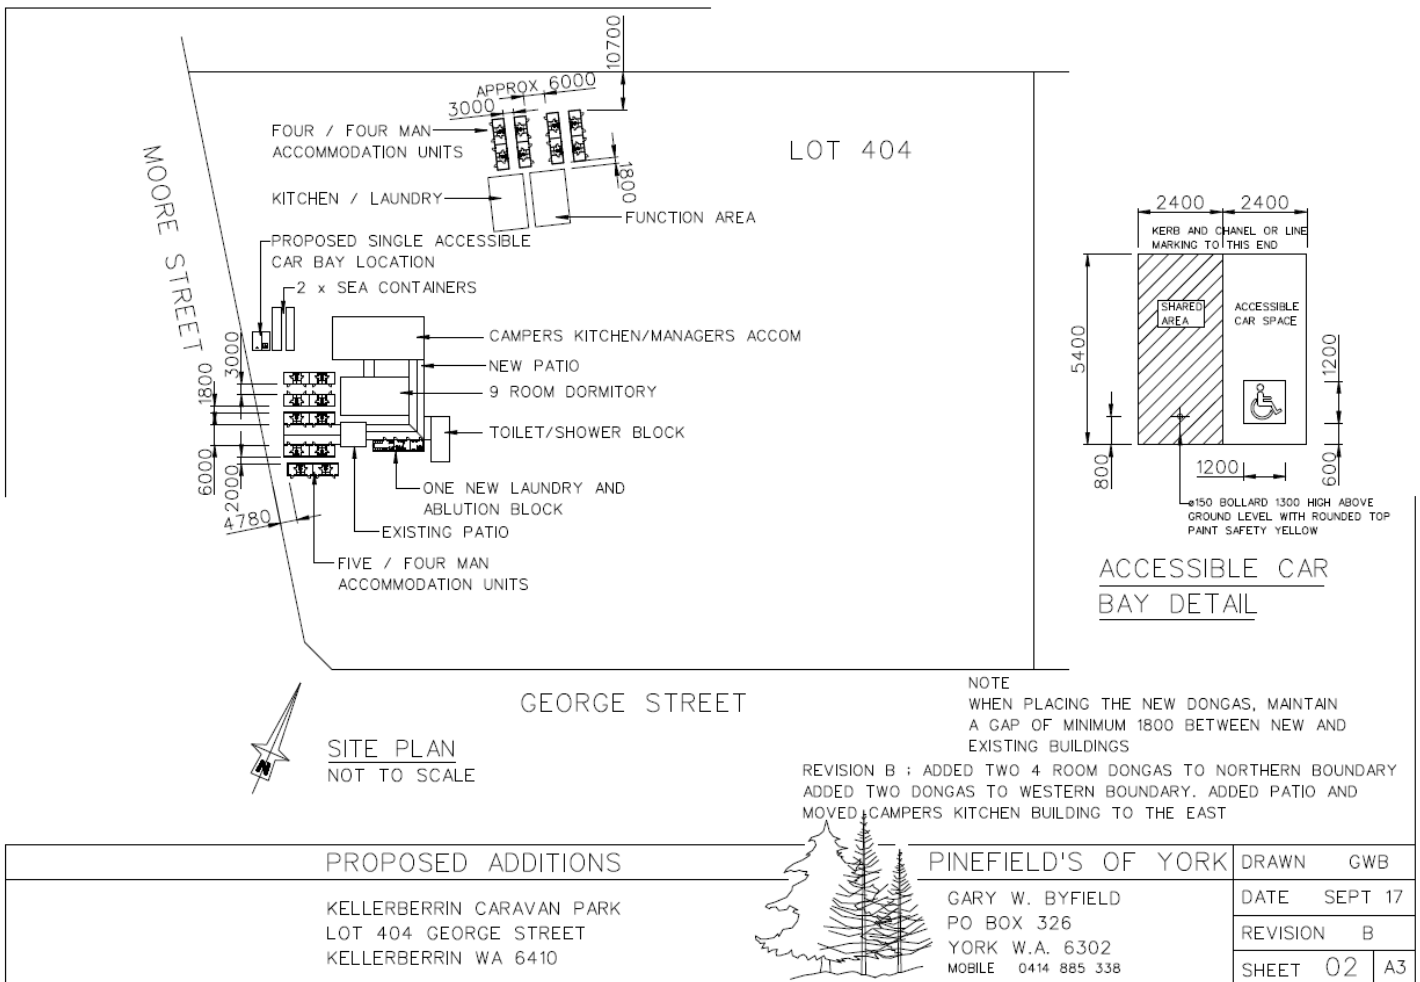 10700
APPROX 6000
3000
FOUR / FOUR MAN
ACCOMMODATION UNITS
LOT 404
MOORE STREET
1800
KITCHEN / LAUNDRY
FUNCTION AREA
PROPOSED SINGLE ACCESSIBLE
CAR BAY LOCATION
2 x SEA CONTAINERS
CAMPERS KITCHEN/MANAGERS ACCOM
NEW PATIO
9 ROOM DORMITORY
TOILET/SHOWER BLOCK
3000
1800
6000
2000
4780
ONE NEW LAUNDRY AND
ABLUTION BLOCK
EXISTING PATIO
FIVE / FOUR MAN
ACCOMMODATION UNITS
2400 2400
KERB AND CHANEL OR LINE
MARKING TO THIS END
SHARED
AREA
ACCESSIBLE
CAR SPACE
5400
1200
800
1200
600
ø150 BOLLARD 1300 HIGH ABOVE
GROUND LEVEL WITH ROUNDED TOP
PAINT SAFETY YELLOW
ACCESSIBLE CAR
BAY DETAIL
GEORGE STREET
N
SITE PLAN
NOT TO SCALE
NOTE
WHEN PLACING THE NEW DONGAS, MAINTAIN
A GAP OF MINIMUM 1800 BETWEEN NEW AND
EXISTING BUILDINGS
REVISION B ; ADDED TWO 4 ROOM DONGAS TO NORTHERN BOUNDARY
ADDED TWO DONGAS TO WESTERN BOUNDARY. ADDED PATIO AND
MOVED CAMPERS KITCHEN BUILDING TO THE EAST
PROPOSED ADDITIONS
KELLERBERRIN CARAVAN PARK
LOT 404 GEORGE STREET
KELLERBERRIN WA 6410
PINEFIELD'S OF YORK
GARY W. BYFIELD
PO BOX 326
YORK W.A. 6302
MOBILE 0414 885 338
DRAWN GWB
DATE SEPT 17
REVISION B
SHEET 02 A3